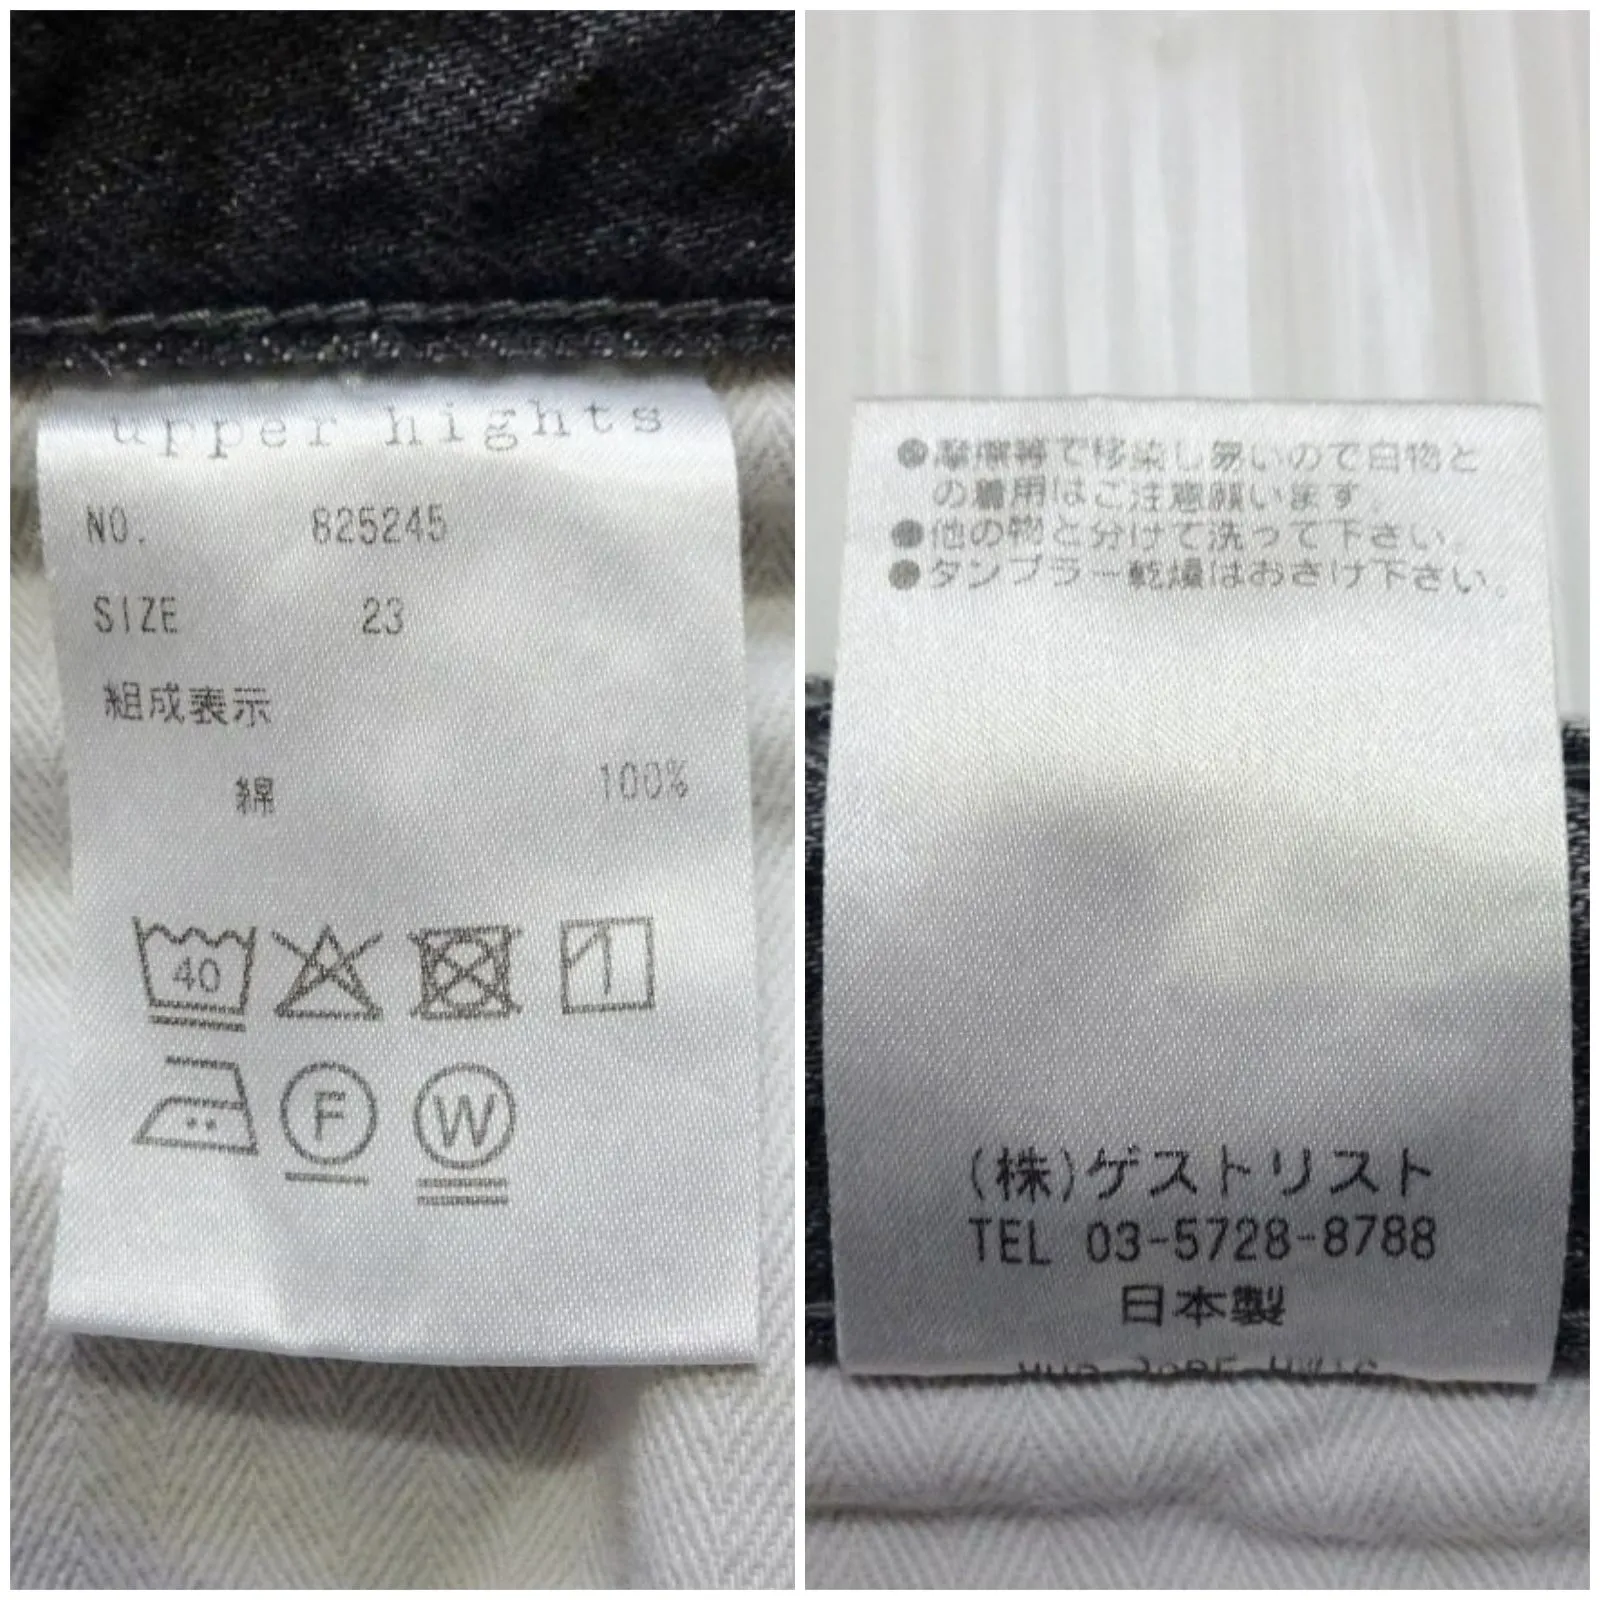 upper hights
NO. 825245
SIZE 23
組成表示
綿 100%
40
F
W
●摩擦等で移染し易いので白物と
の着用はご注意願います。
●他の物と分けて洗って下さい。
●タンブラー乾燥はおさけ下さい。
(株)ゲストリスト
TEL 03-5728-8788
日本製